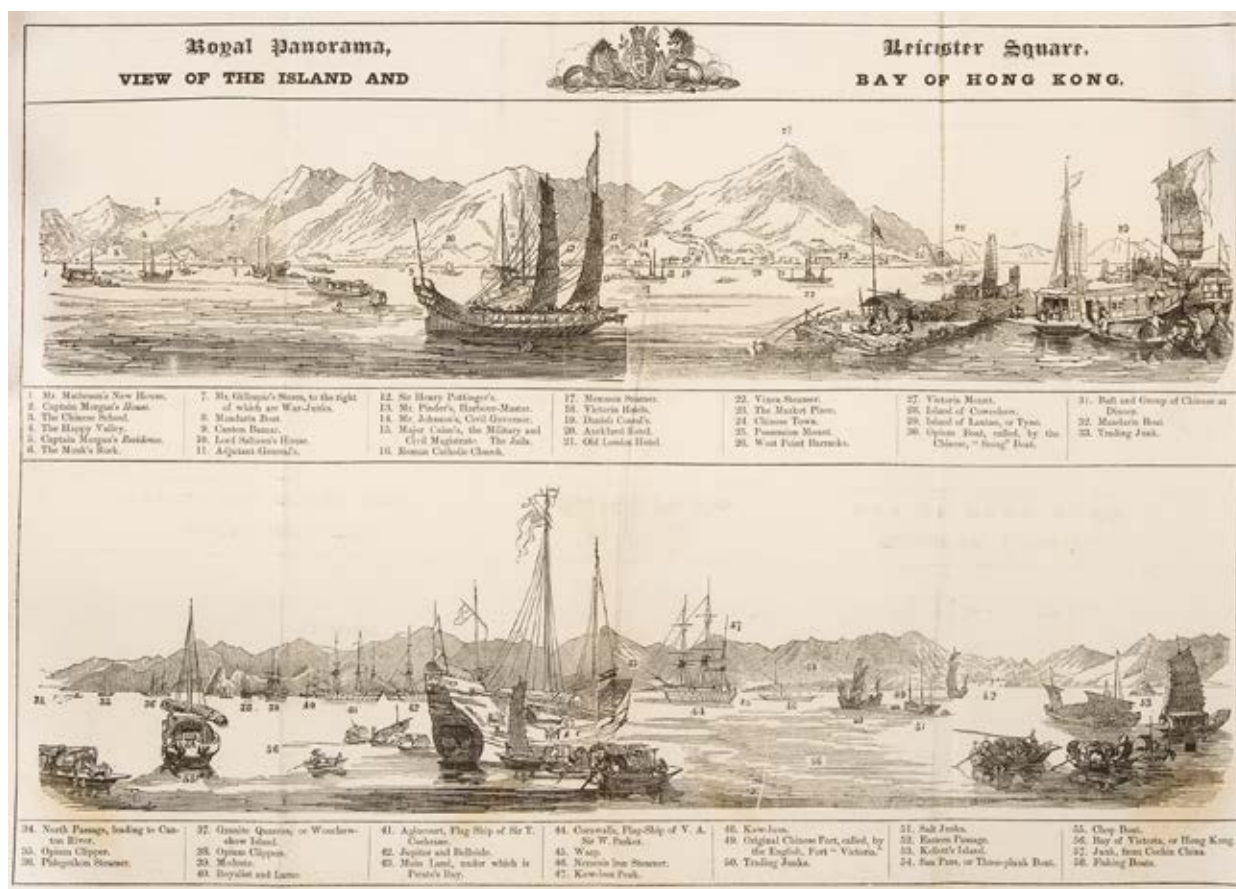 Royal Panorama,
VIEW OF THE ISLAND AND
Leicester Square.
BAY OF HONG KONG.
1 Mr. Matheson's New House.
2. Captain Morgan's House.
3. The Chinese School.
4. The Happy Valley.
5. Captain Morgan's Residence.
6. The Monk's Rock.
7. Mr. Gillespie's Stores, to the right
of which are War-Junks.
8. Mandarin Boat.
9. Canton Bazaar.
10. Lord Saltoun's House.
11. Adjutant General's.
12. Sir Henry Pottinger's.
13. Mr. Pinder's, Harbour-Master.
14. Mr. Johnson's, Civil Governor.
15. Major Caine's, the Military and
Civil Magistrate. The Jails.
16. Roman Catholic Church.
17. Memnon Steamer.
18. Victoria Hotels.
19. Danish Consul's.
20. Auckland Hotel.
21. Old London Hotel.
22. Vixen Steamer.
23. The Market Place.
24. Chinese Town.
25. Possession Mount.
26. West Point Barracks.
27. Victoria Mount.
28. Island of
29. Island of Lantao, or
30. Opium Boat, called, by the
Chinese, " Boat.
31. Raft and Group of Chinese at
Dinner.
32. Mandarin Boat
33. Trading Junk.
34. North Passage, leading to Can-
ton River.
35. Opium Clipper.
36. Phlegethon Steamer.
37. Granite Quarries, or
Island.
38. Opium Clipper.
39. Modeste.
40. Royalist and Larne.
41. Agincourt, Flag Ship of Sir T.
Cochrane.
42. Jupiter and Belleisle.
43. Main Land, under which is
Pirate's Bay.
44. Cornwallis, Flag-Ship of V. A.
Sir W. Parker.
45. Wasp.
46. Nemesis Iron Steamer.
47. Kow-loon Peak.
48. Kow-loon.
49. Original Chinese Fort, called, by
the English, Fort "Victoria."
50. Trading Junks.
51. Salt Junks.
52. Eastern Passage.
53. Kellett's Island.
54. San Pans, or Three-plank Boat.
55. Chop Boat.
56. Bay of Victoria, or Hong Kong
57. Junk, from Cochin China.
58. Fishing Boats.